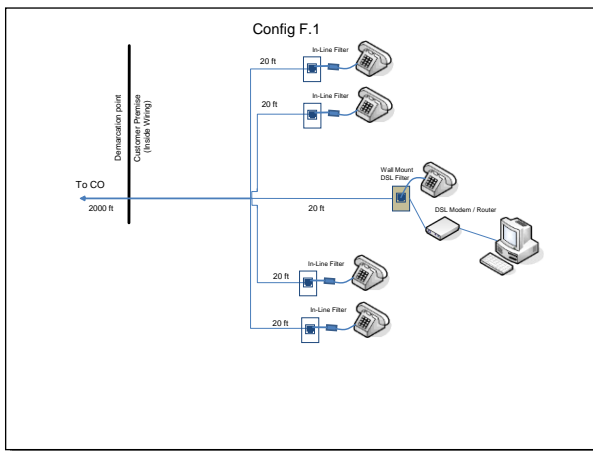 Config F.1
In-Line Filter
20 ft
In-Line Filter
20 ft
Demarcation point
Customer Premise
(Inside Wiring)
Wall Mount
DSL Filter
To CO
2000 ft
20 ft
DSL Modem / Router
In-Line Filter
20 ft
In-Line Filter
20 ft